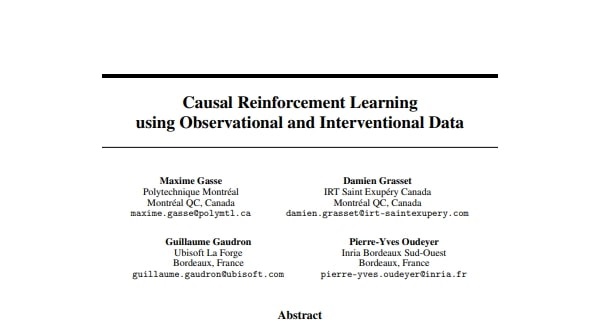 Causal Reinforcement Learning
using Observational and Interventional Data
Maxime Gasse
Polytechnique Montréal
Montréal QC, Canada
maxime.gasse@polymtl.ca
Damien Grasset
IRT Saint Exupéry Canada
Montréal QC, Canada
damien.grasset@irt-saintexupery.com
Guillaume Gaudron
Ubisoft La Forge
Bordeaux, France
guillaume.gaudron@ubisoft.com
Pierre-Yves Oudeyer
Inria Bordeaux Sud-Ouest
Bordeaux, France
pierre-yves.oudeyer@inria.fr
Abstract